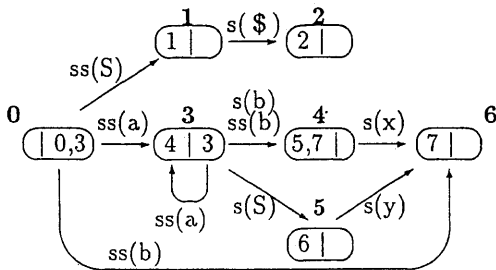 1 2
1 | s($) 2 |
ss(S)
0 3 4 6
s(b)
| 0,3 ss(a) 4 | 3 ss(b) 5,7 | s(x) 7 |
ss(a) s(S) 5 s(y)
6 |
ss(b)